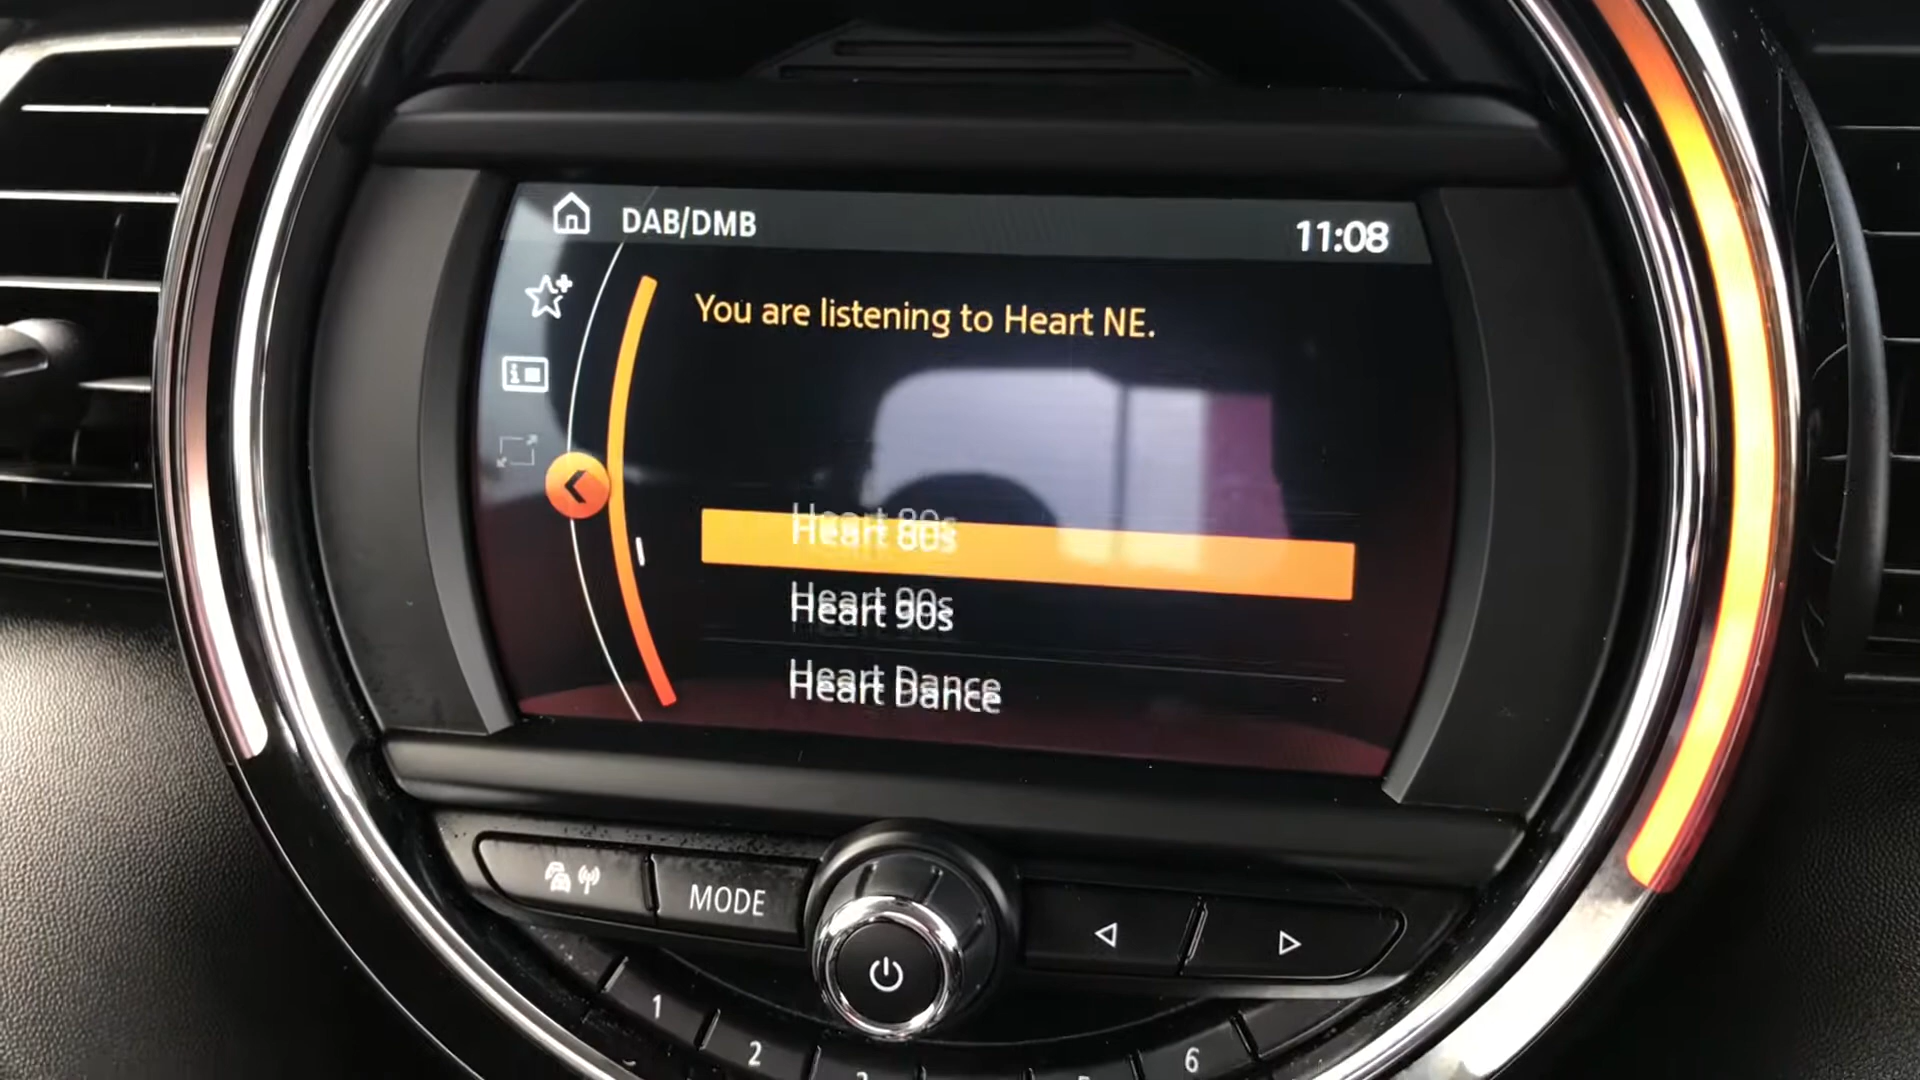 DAB/DMB
11:08
You are listening to Heart NE.
Heart 80s
Heart 90s
Heart Dance
MODE
1
2
6